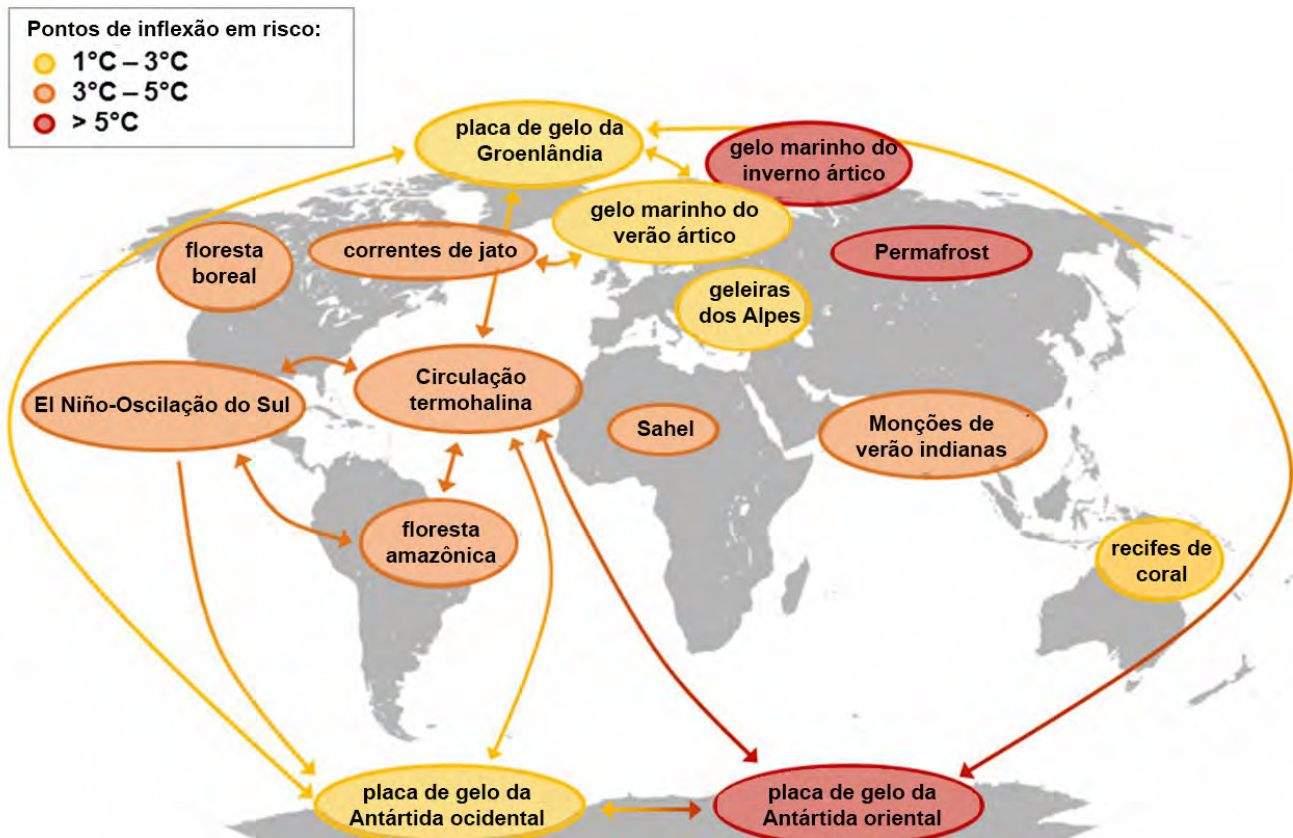 Pontos de inflexão em risco:
1°C – 3°C
3°C – 5°C
> 5°C
placa de gelo da
Groenlândia
gelo marinho do
inverno ártico
gelo marinho do
verão ártico
floresta
boreal
correntes de jato
Permafrost
geleiras
dos Alpes
El Niño-Oscilação do Sul
Circulação
termohalina
Sahel
Monções de
verão indianas
floresta
amazônica
recifes de
coral
placa de gelo da
Antártida ocidental
placa de gelo da
Antártida oriental